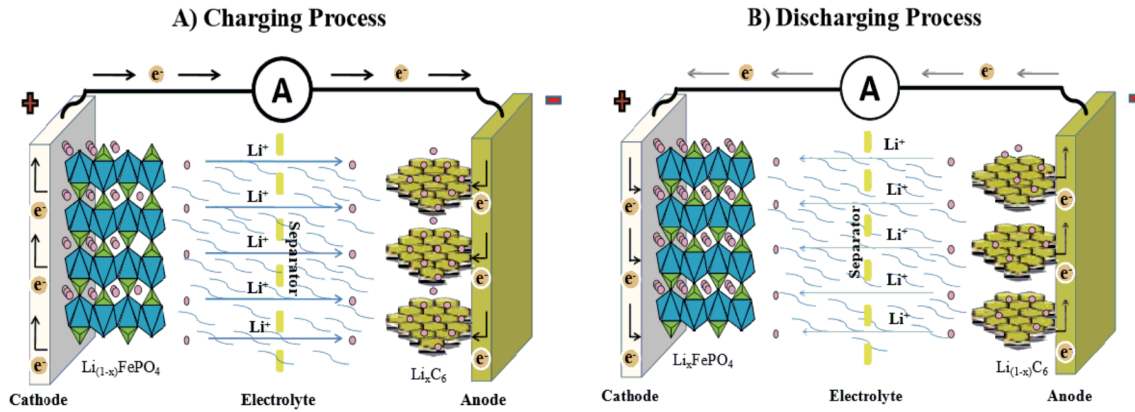 A) Charging Process
e⁻
e⁻
A
+
-
Li⁺
Li⁺
Li⁺
Li⁺
Li⁺
Separator
e⁻
e⁻
e⁻
e⁻
e⁻
e⁻
Li₍₁₋ₓ₎FePO₄
LiₓC₆
Cathode
Electrolyte
Anode
B) Discharging Process
e⁻
e⁻
A
+
-
Li⁺
Li⁺
Li⁺
Li⁺
Li⁺
Separator
e⁻
e⁻
e⁻
e⁻
e⁻
e⁻
LiₓFePO₄
Li₍₁₋ₓ₎C₆
Cathode
Electrolyte
Anode